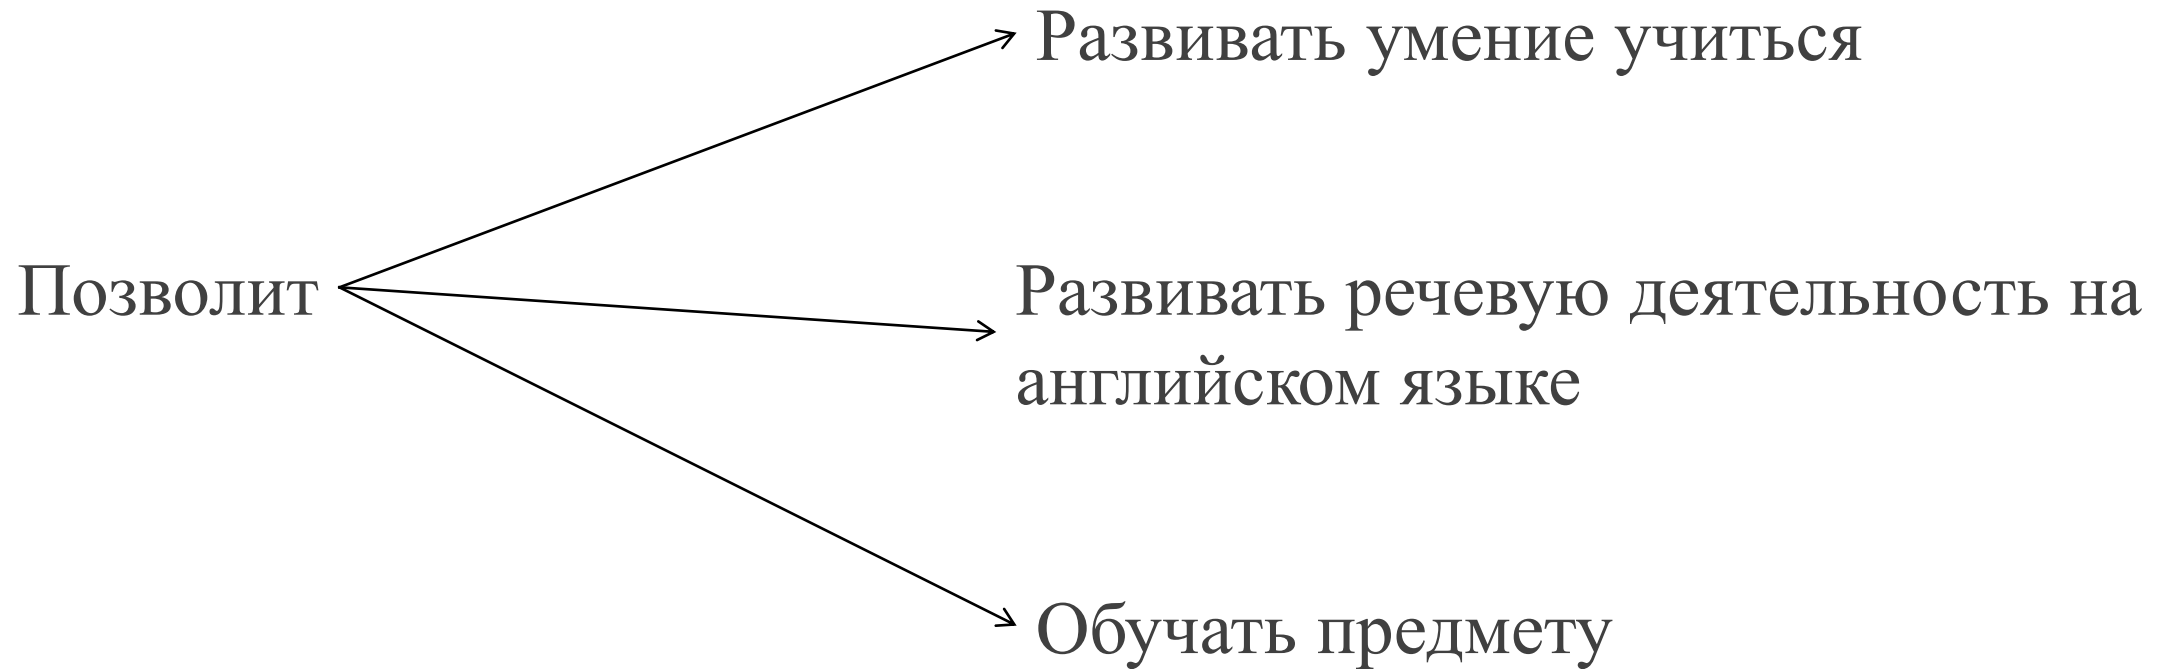 Развивать умение учиться
Позволит
Развивать речевую деятельность на
английском языке
Обучать предмету